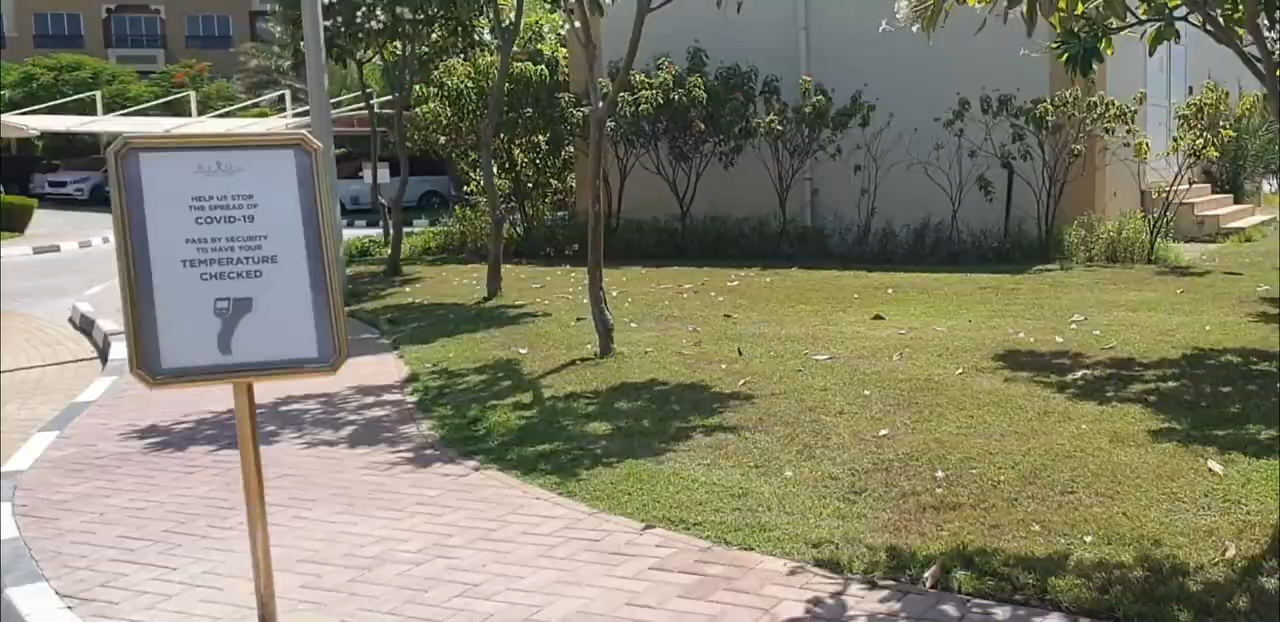 HELP US STOP
THE SPREAD OF
COVID-19
PASS BY SECURITY
TO HAVE YOUR
TEMPERATURE
CHECKED